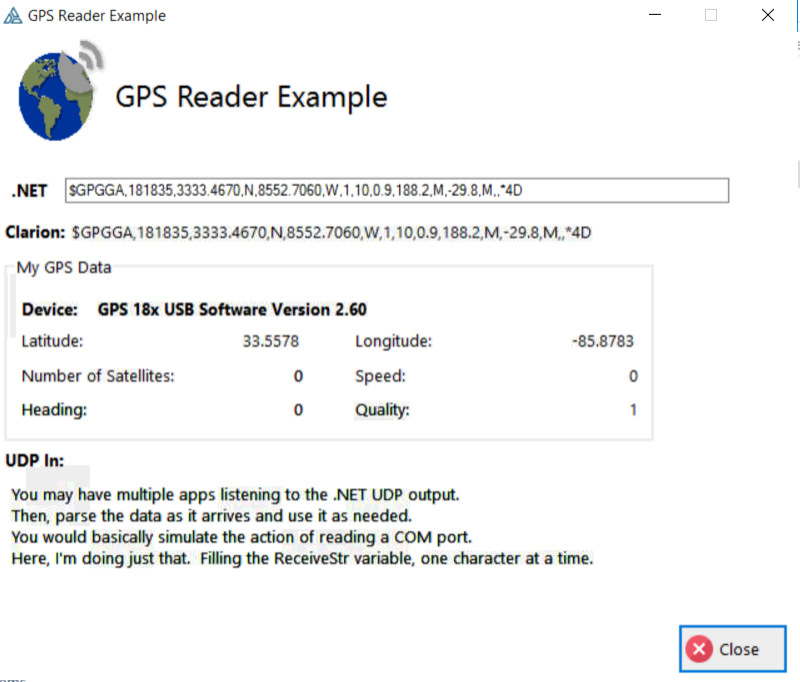 GPS Reader Example
GPS Reader Example
.NET $GPGGA,181835,3333.4670,N,8552.7060,W,1,10,0.9,188.2,M,-29.8,M,,*4D
Clarion: $GPGGA,181835,3333.4670,N,8552.7060,W,1,10,0.9,188.2,M,-29.8,M,,*4D
My GPS Data
Device: GPS 18x USB Software Version 2.60
Latitude: 33.5578 Longitude: -85.8783
Number of Satellites: 0 Speed: 0
Heading: 0 Quality: 1
UDP In:
You may have multiple apps listening to the .NET UDP output.
Then, parse the data as it arrives and use it as needed.
You would basically simulate the action of reading a COM port.
Here, I'm doing just that.  Filling the ReceiveStr variable, one character at a time.
Close